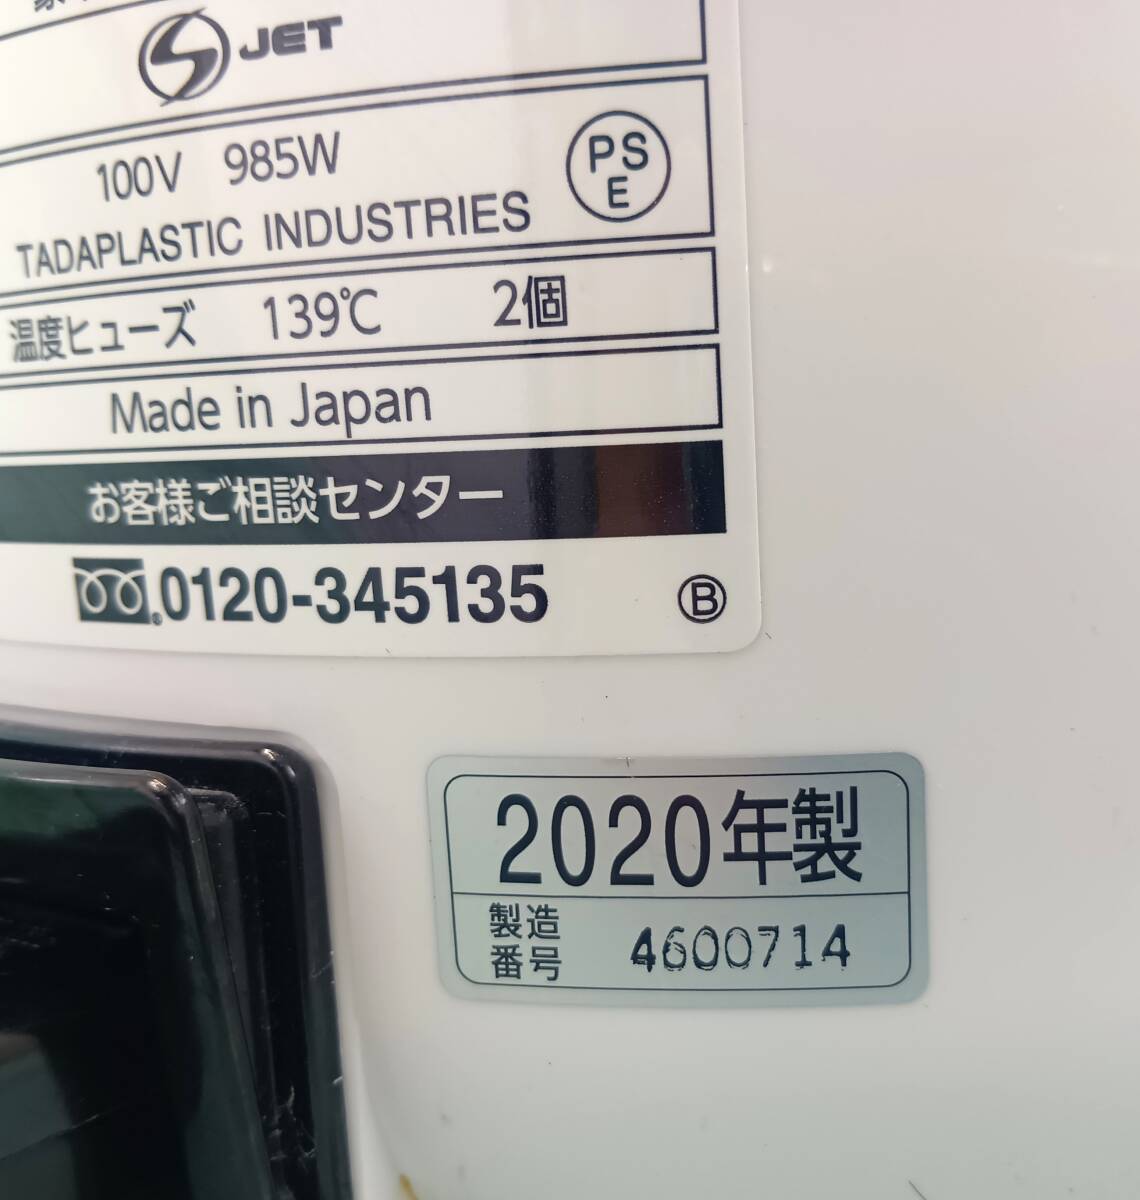 JET
100V 985W
PS
E
TADAPLASTIC INDUSTRIES
温度ヒューズ 139℃ 2個
Made in Japan
お客様ご相談センター
0120-345135
Ⓑ
2020年製
製造
番号 4600714